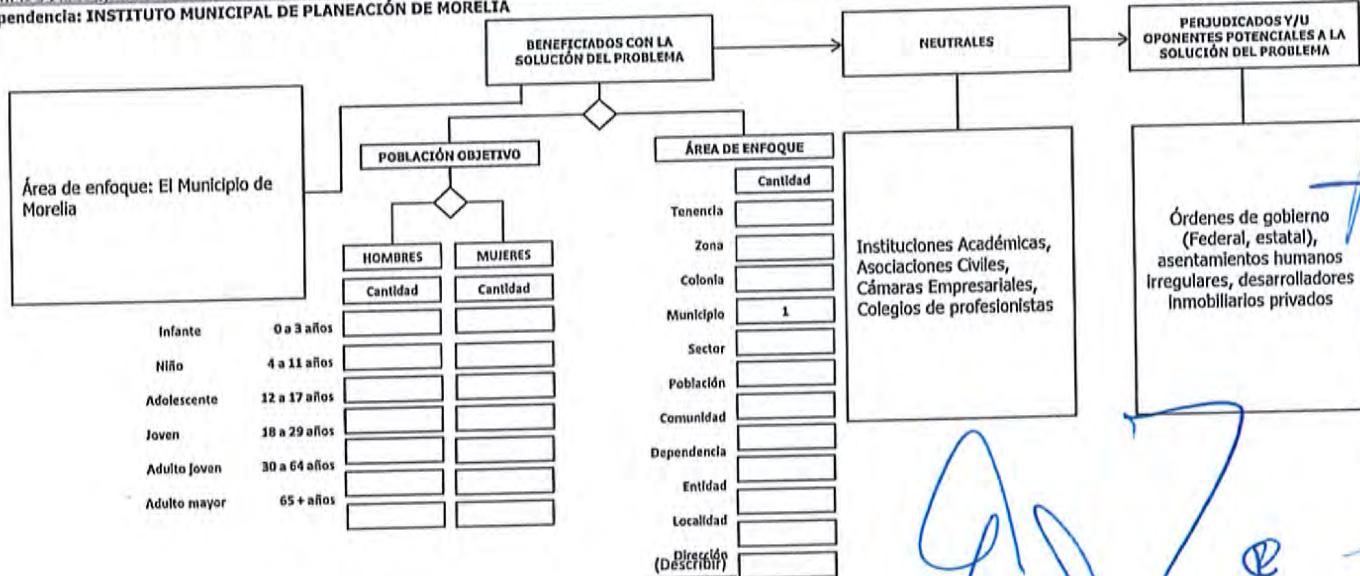 pendencia: INSTITUTO MUNICIPAL DE PLANEACIÓN DE MORELIA
BENEFICIADOS CON LA
SOLUCIÓN DEL PROBLEMA
NEUTRALES
PERJUDICADOS Y/U
OPONENTES POTENCIALES A LA
SOLUCIÓN DEL PROBLEMA
Área de enfoque: El Municipio de
Morelia
POBLACIÓN OBJETIVO
HOMBRES
MUJERES
Cantidad
Cantidad
Infante 0 a 3 años
Niño 4 a 11 años
Adolescente 12 a 17 años
Joven 18 a 29 años
Adulto Joven 30 a 64 años
Adulto mayor 65 + años
ÁREA DE ENFOQUE
Cantidad
Tenencia
Zona
Colonia
Municipio 1
Sector
Población
Comunidad
Dependencia
Entidad
Localidad
Dirección
(Describir)
Instituciones Académicas,
Asociaciones Civiles,
Cámaras Empresariales,
Colegios de profesionistas
Órdenes de gobierno
(Federal, estatal),
asentamientos humanos
irregulares, desarrolladores
inmobiliarios privados